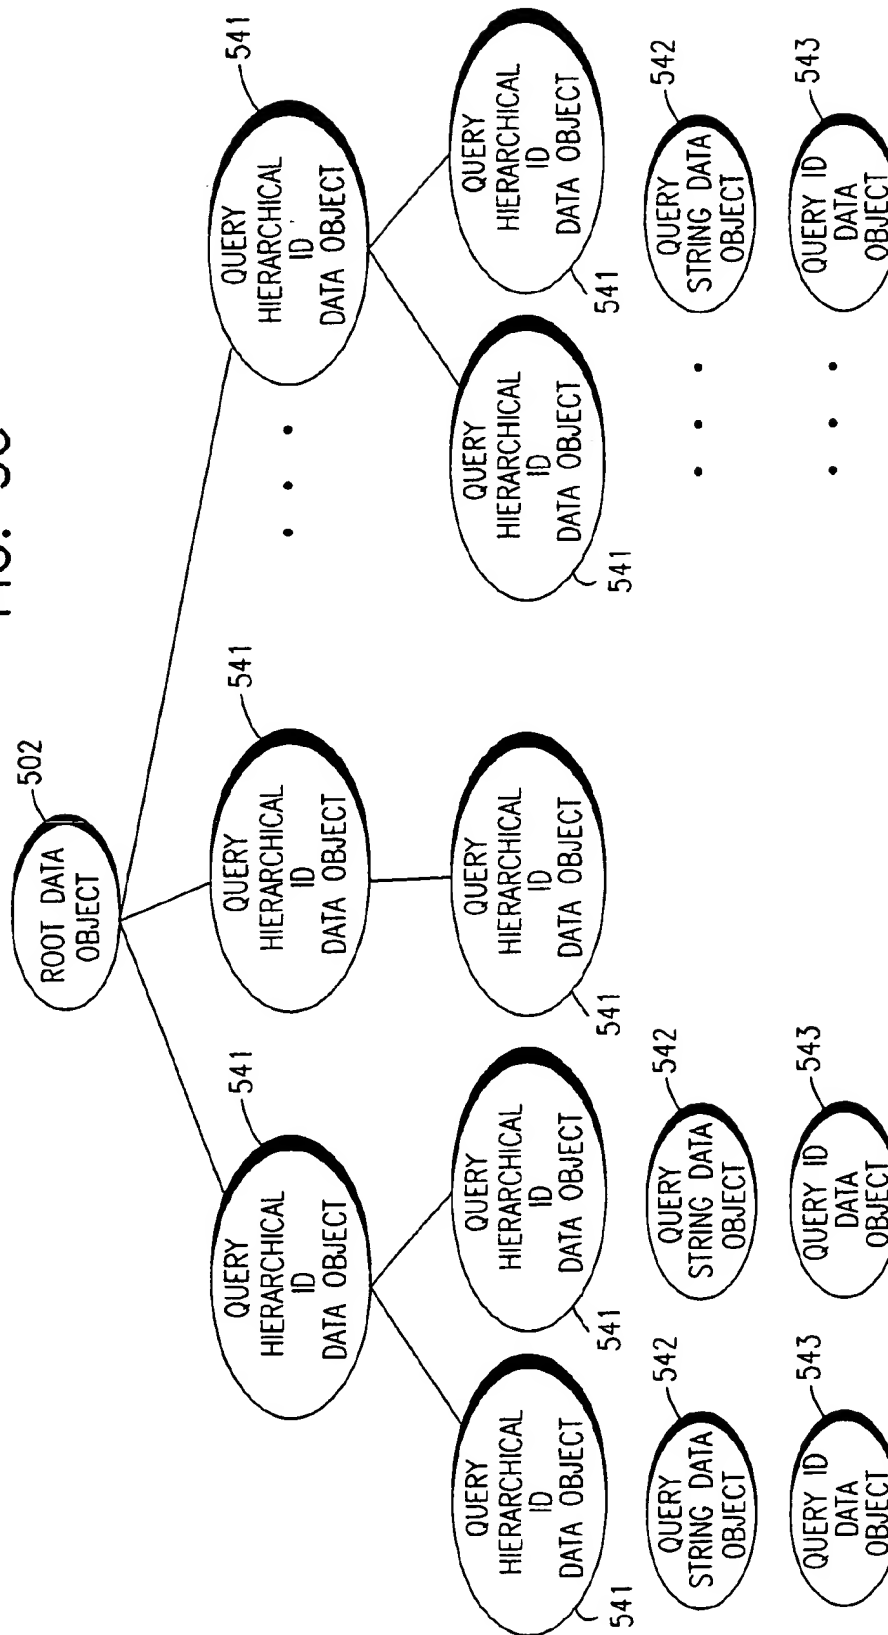 502
ROOT DATA
OBJECT
541
QUERY
HIERARCHICAL
ID
DATA OBJECT
541
QUERY
HIERARCHICAL
ID
DATA OBJECT
541
QUERY
HIERARCHICAL
ID
DATA OBJECT
QUERY
HIERARCHICAL
ID
DATA OBJECT
541
QUERY
HIERARCHICAL
ID
DATA OBJECT
541
QUERY
HIERARCHICAL
ID
DATA OBJECT
541
QUERY
HIERARCHICAL
ID
DATA OBJECT
541
QUERY
HIERARCHICAL
ID
DATA OBJECT
541
542
QUERY
STRING DATA
OBJECT
542
QUERY
STRING DATA
OBJECT
542
QUERY
STRING DATA
OBJECT
543
QUERY ID
DATA
OBJECT
543
QUERY ID
DATA
OBJECT
543
QUERY ID
DATA
OBJECT